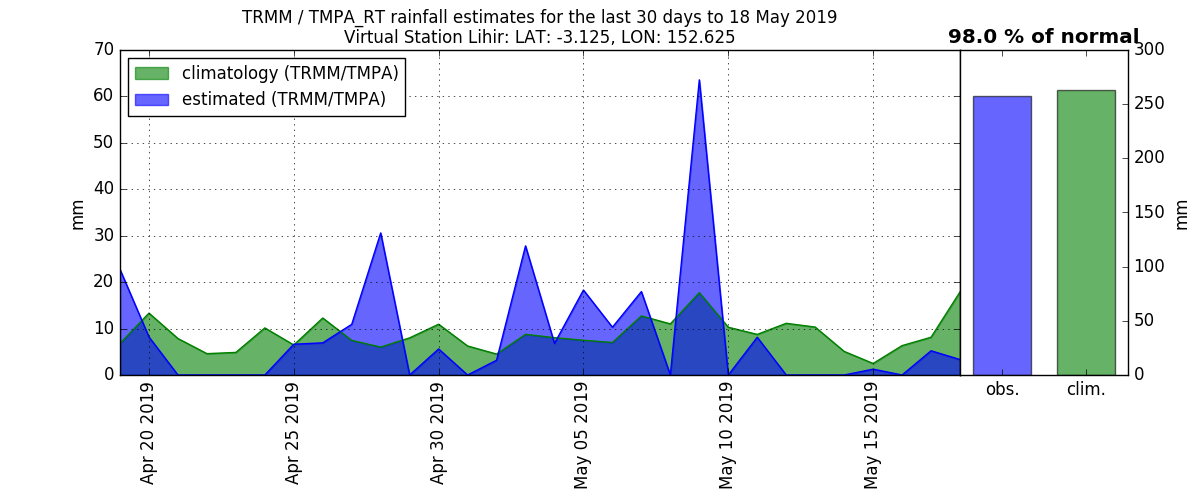 TRMM / TMPA_RT rainfall estimates for the last 30 days to 18 May 2019
Virtual Station Lihir: LAT: -3.125, LON: 152.625
98.0 % of normal
climatology (TRMM/TMPA)
estimated (TRMM/TMPA)
70
60
50
40
30
20
10
0
mm
Apr 20 2019
Apr 25 2019
Apr 30 2019
May 05 2019
May 10 2019
May 15 2019
obs.
clim.
300
250
200
150
100
50
0
mm